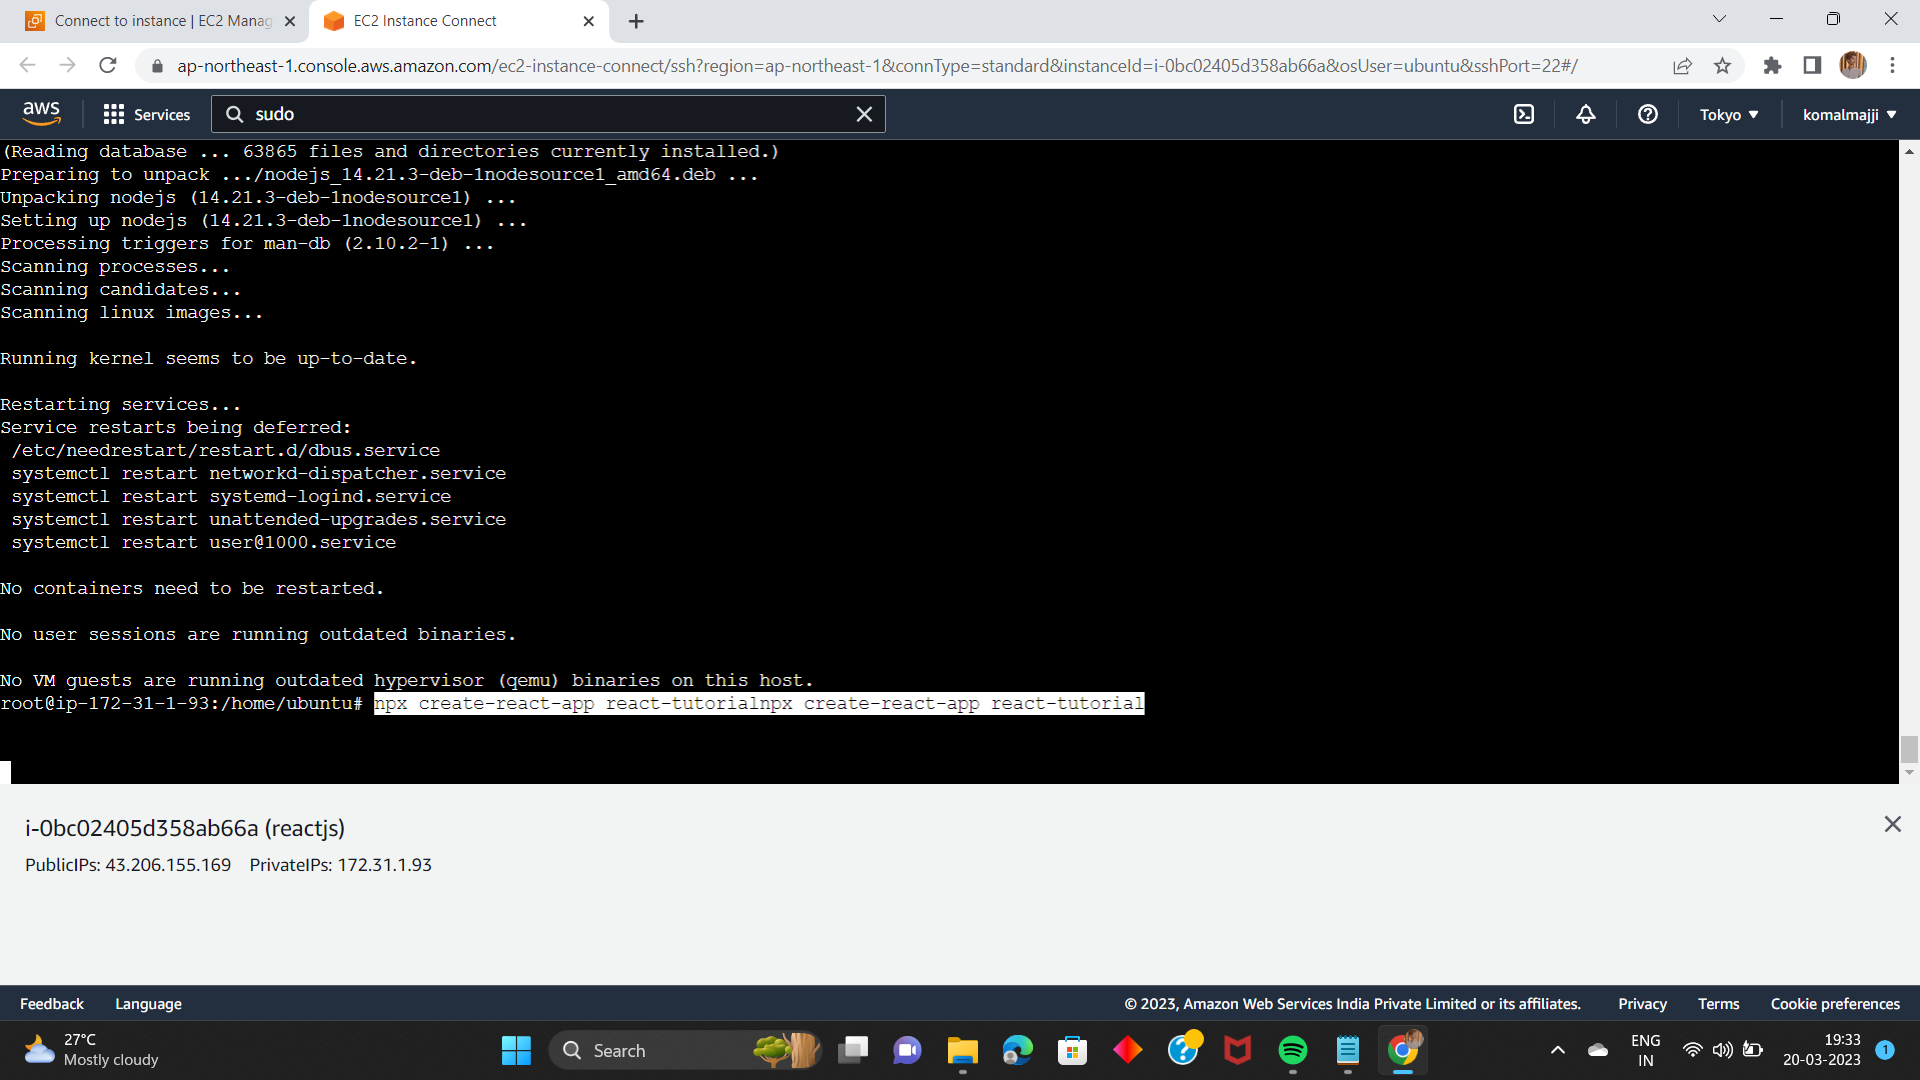 Connect to instance | EC2 Manag
EC2 Instance Connect
ap-northeast-1.console.aws.amazon.com/ec2-instance-connect/ssh?region=ap-northeast-1&connType=standard&instanceId=i-0bc02405d358ab66a&osUser=ubuntu&sshPort=22#/
aws
Services
sudo
Tokyo
komalmajji
(Reading database ... 63865 files and directories currently installed.)
Preparing to unpack .../nodejs_14.21.3-deb-1nodesource1_amd64.deb ...
Unpacking nodejs (14.21.3-deb-1nodesource1) ...
Setting up nodejs (14.21.3-deb-1nodesource1) ...
Processing triggers for man-db (2.10.2-1) ...
Scanning processes...
Scanning candidates...
Scanning linux images...
Running kernel seems to be up-to-date.
Restarting services...
Service restarts being deferred:
/etc/needrestart/restart.d/dbus.service
systemctl restart networkd-dispatcher.service
systemctl restart systemd-logind.service
systemctl restart unattended-upgrades.service
systemctl restart user@1000.service
No containers need to be restarted.
No user sessions are running outdated binaries.
No VM guests are running outdated hypervisor (qemu) binaries on this host.
root@ip-172-31-1-93:/home/ubuntu# npx create-react-app react-tutorialnpx create-react-app react-tutorial
i-0bc02405d358ab66a (reactjs)
PublicIPs: 43.206.155.169 PrivateIPs: 172.31.1.93
Feedback
Language
© 2023, Amazon Web Services India Private Limited or its affiliates.
Privacy
Terms
Cookie preferences
27°C
Mostly cloudy
Search
ENG
IN
19:33
20-03-2023
1